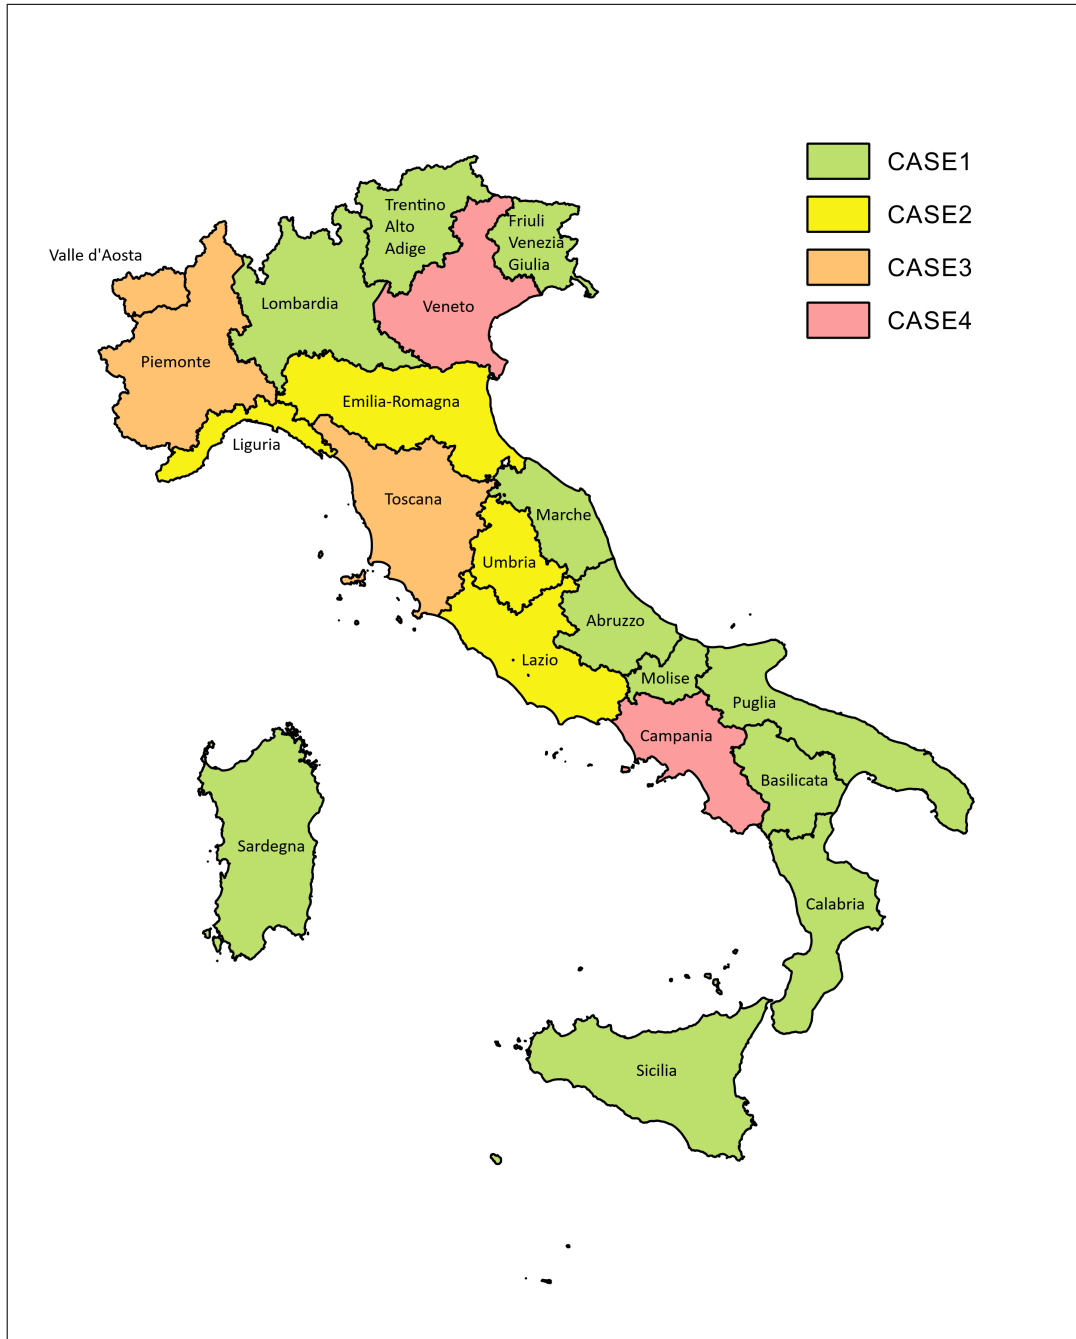 CASE1
CASE2
CASE3
CASE4
Trentino
Alto
Adige
Friuli
Venezia
Giulia
Valle d'Aosta
Lombardia
Veneto
Piemonte
Emilia-Romagna
Liguria
Toscana
Marche
Umbria
Abruzzo
Lazio
Molise
Puglia
Campania
Basilicata
Sardegna
Calabria
Sicilia